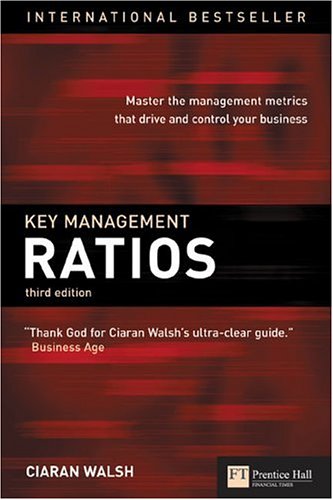 INTERNATIONAL BESTSELLER
Master the management metrics
that drive and control your business
KEY MANAGEMENT
RATIOS
third edition
"Thank God for Ciaran Walsh's ultra-clear guide."
Business Age
CIARAN WALSH
FT Prentice Hall
FINANCIAL TIMES